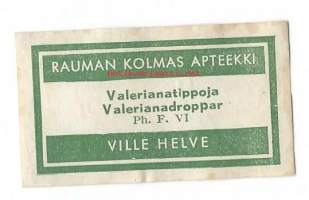 RAUMAN KOLMAS APTEEKKI
Valerianatippoja
Valerianadroppar
Ph. F. VI
VILLE HELVE